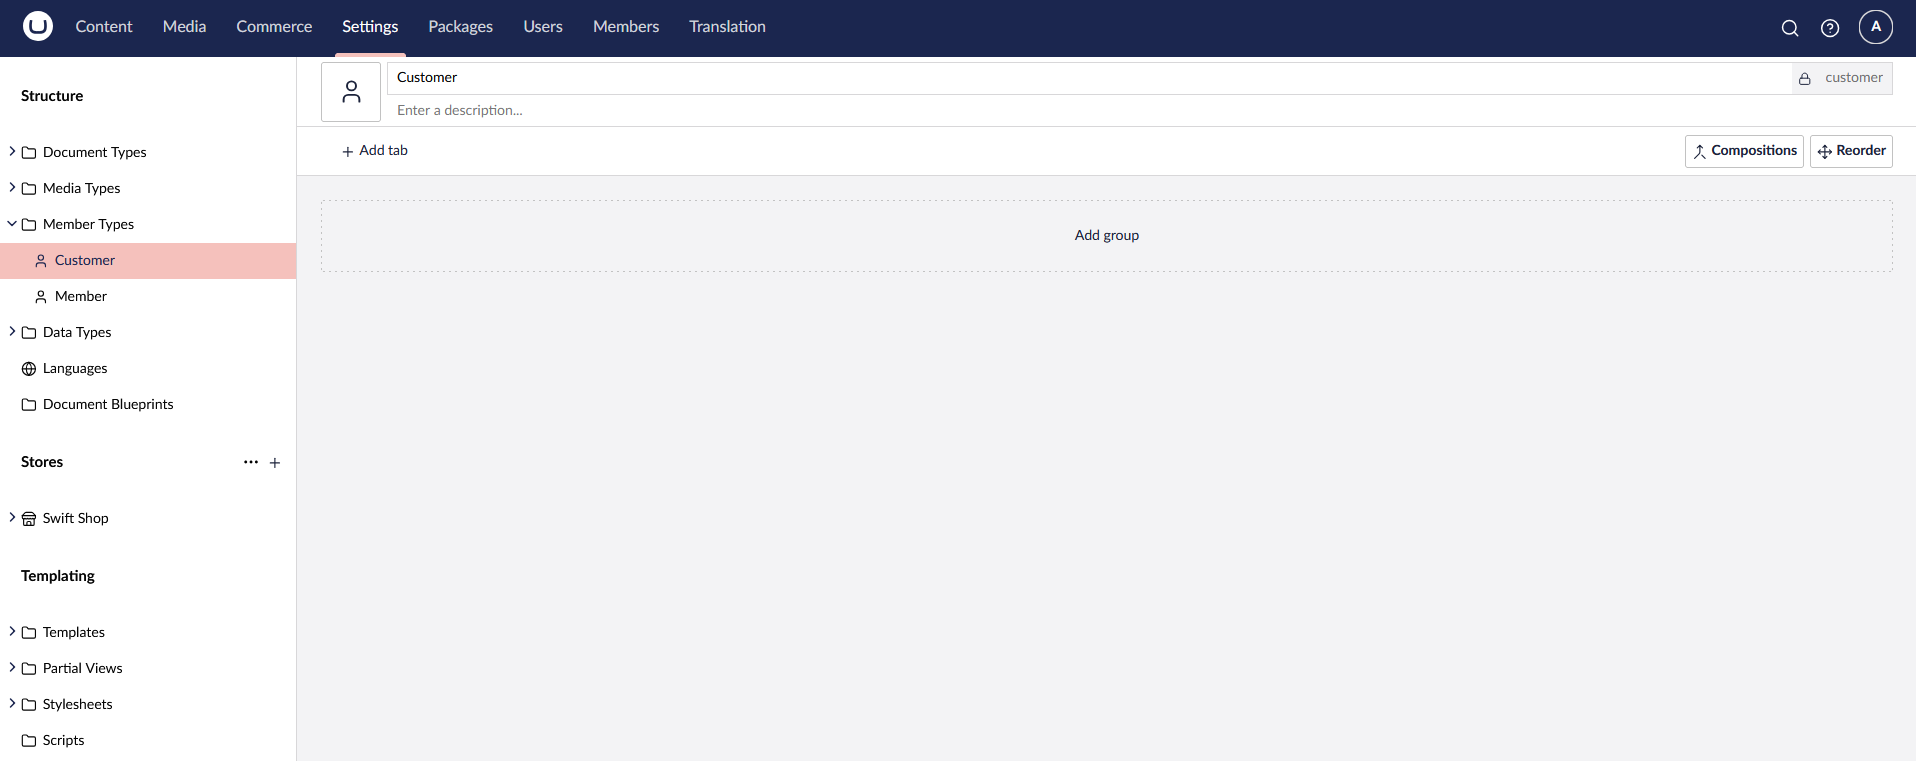 Content Media Commerce Settings Packages Users Members Translation A
Structure
Document Types
Media Types
Member Types
Customer
Member
Data Types
Languages
Document Blueprints
Stores
Swift Shop
Templating
Templates
Partial Views
Stylesheets
Scripts
Customer customer
Enter a description...
Add tab Compositions Reorder
Add group